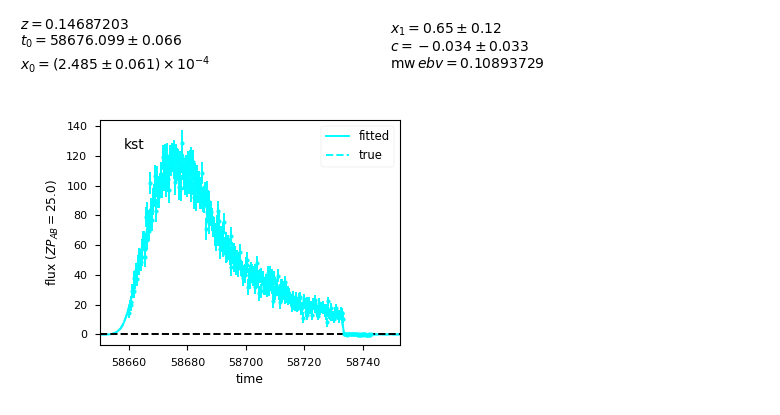 z = 0.14687203
t₀ = 58676.099 ± 0.066
x₀ = (2.485 ± 0.061) × 10⁻⁴
x₁ = 0.65 ± 0.12
c = −0.034 ± 0.033
mw ebv = 0.10893729
kst
fitted
true
140
120
100
80
60
40
20
0
flux (ZP_AB = 25.0)
58660 58680 58700 58720 58740
time